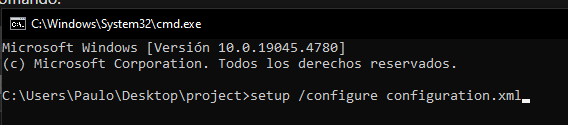 omando.
C:\Windows\System32\cmd.exe
Microsoft Windows [Versión 10.0.19045.4780]
(c) Microsoft Corporation. Todos los derechos reservados.
C:\Users\Paulo\Desktop\project>setup /configure configuration.xml